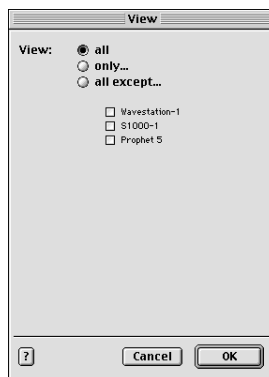 View
View: all
only...
all except...
Wavestation-1
S1000-1
Prophet 5
? Cancel OK